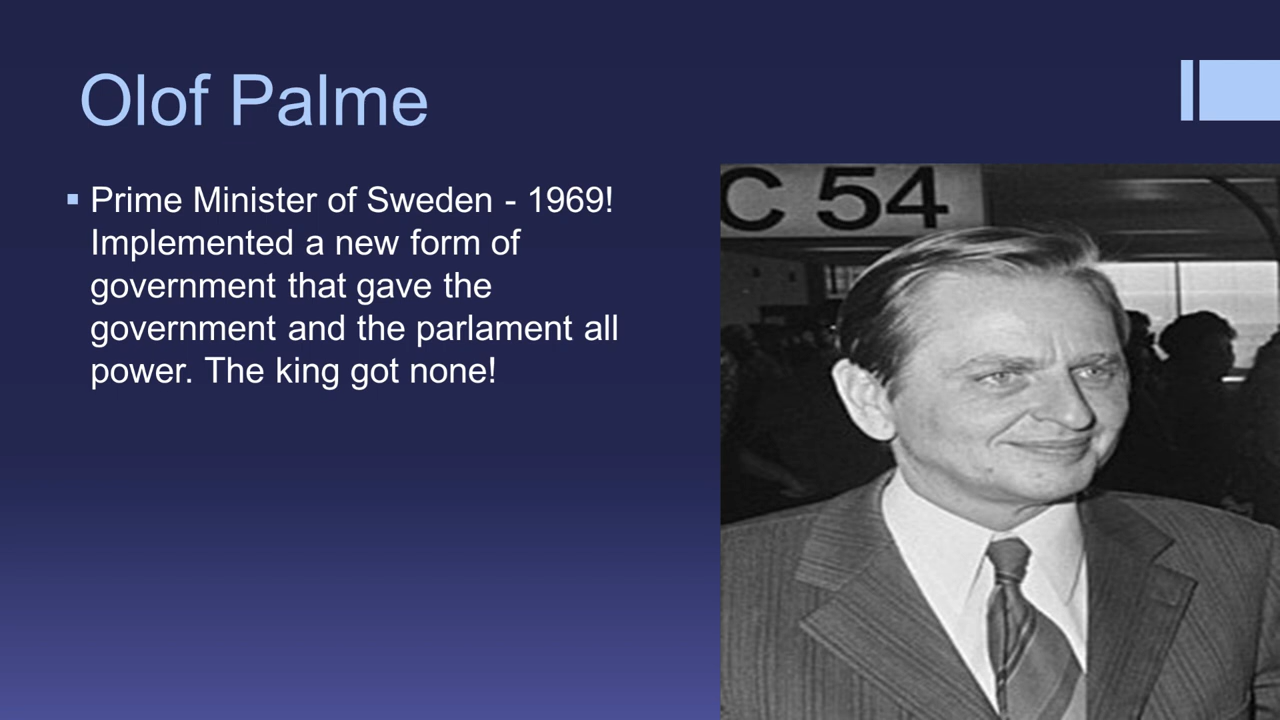 Olof Palme
Prime Minister of Sweden - 1969!
Implemented a new form of
government that gave the
government and the parlament all
power. The king got none!
C 54